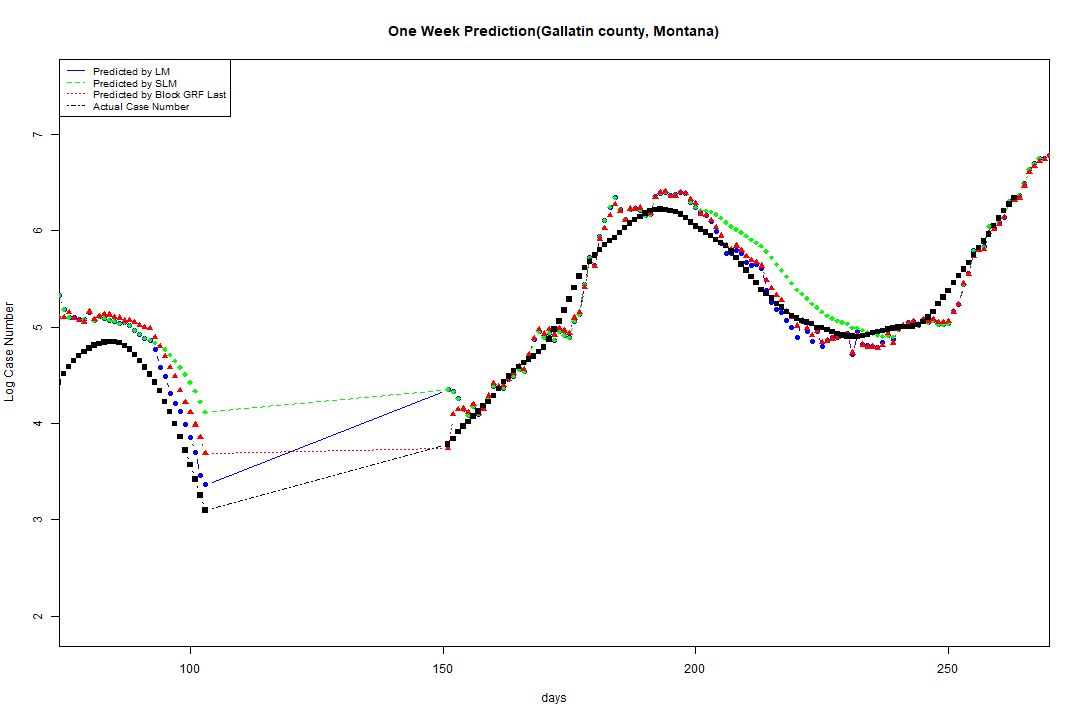 One Week Prediction(Gallatin county, Montana)
Predicted by LM
Predicted by SLM
Predicted by Block GRF Last
Actual Case Number
7
6
5
4
3
2
Log Case Number
100 150 200 250
days